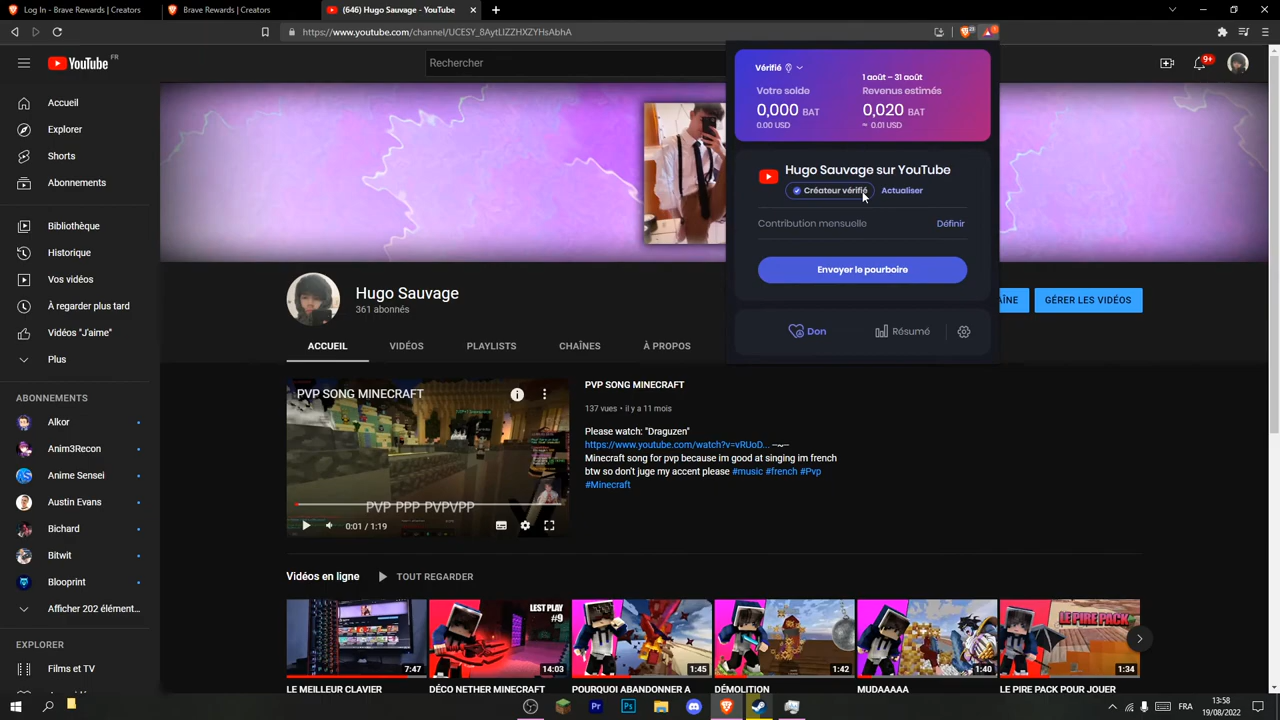 Log In - Brave Rewards | Creators
Brave Rewards | Creators
(646) Hugo Sauvage - YouTube
https://www.youtube.com/channel/UCESY_8AytLIZZHXZYHsAbhA
YouTube FR
Rechercher
9+
Vérifié
Votre solde
0,000 BAT
0.00 USD
1 août – 31 août
Revenus estimés
0,020 BAT
≈ 0.01 USD
Hugo Sauvage sur YouTube
Créateur vérifié
Actualiser
Contribution mensuelle
Définir
Envoyer le pourboire
Don
Résumé
Accueil
Explorer
Shorts
Abonnements
Bibliothèque
Historique
Vos vidéos
À regarder plus tard
Vidéos "J'aime"
Plus
ABONNEMENTS
Alkor
Anim3Recon
Anime Sensei
Austin Evans
Bichard
Bitwit
Blooprint
Afficher 202 élément...
EXPLORER
Films et TV
Hugo Sauvage
361 abonnés
AÎNE
GÉRER LES VIDÉOS
ACCUEIL
VIDÉOS
PLAYLISTS
CHAÎNES
À PROPOS
PVP SONG MINECRAFT
PVP PPP PVPVPP
0:01 / 1:19
PVP SONG MINECRAFT
137 vues • il y a 11 mois
Please watch: "Draguzen"
https://www.youtube.com/watch?v=vRUoD... --~--
Minecraft song for pvp because im good at singing im french
btw so don't juge my accent please #music #french #Pvp
#Minecraft
Vidéos en ligne
TOUT REGARDER
7:47
LEST PLAY
#9
14:03
1:45
1:42
1:40
LE PIRE PACK
1:34
LE MEILLEUR CLAVIER
DÉCO NETHER MINECRAFT
POURQUOI ABANDONNER A
DÉMOLITION
MUDAAAAA
LE PIRE PACK POUR JOUER
Pr
Ps
FRA
13:58
19/08/2022